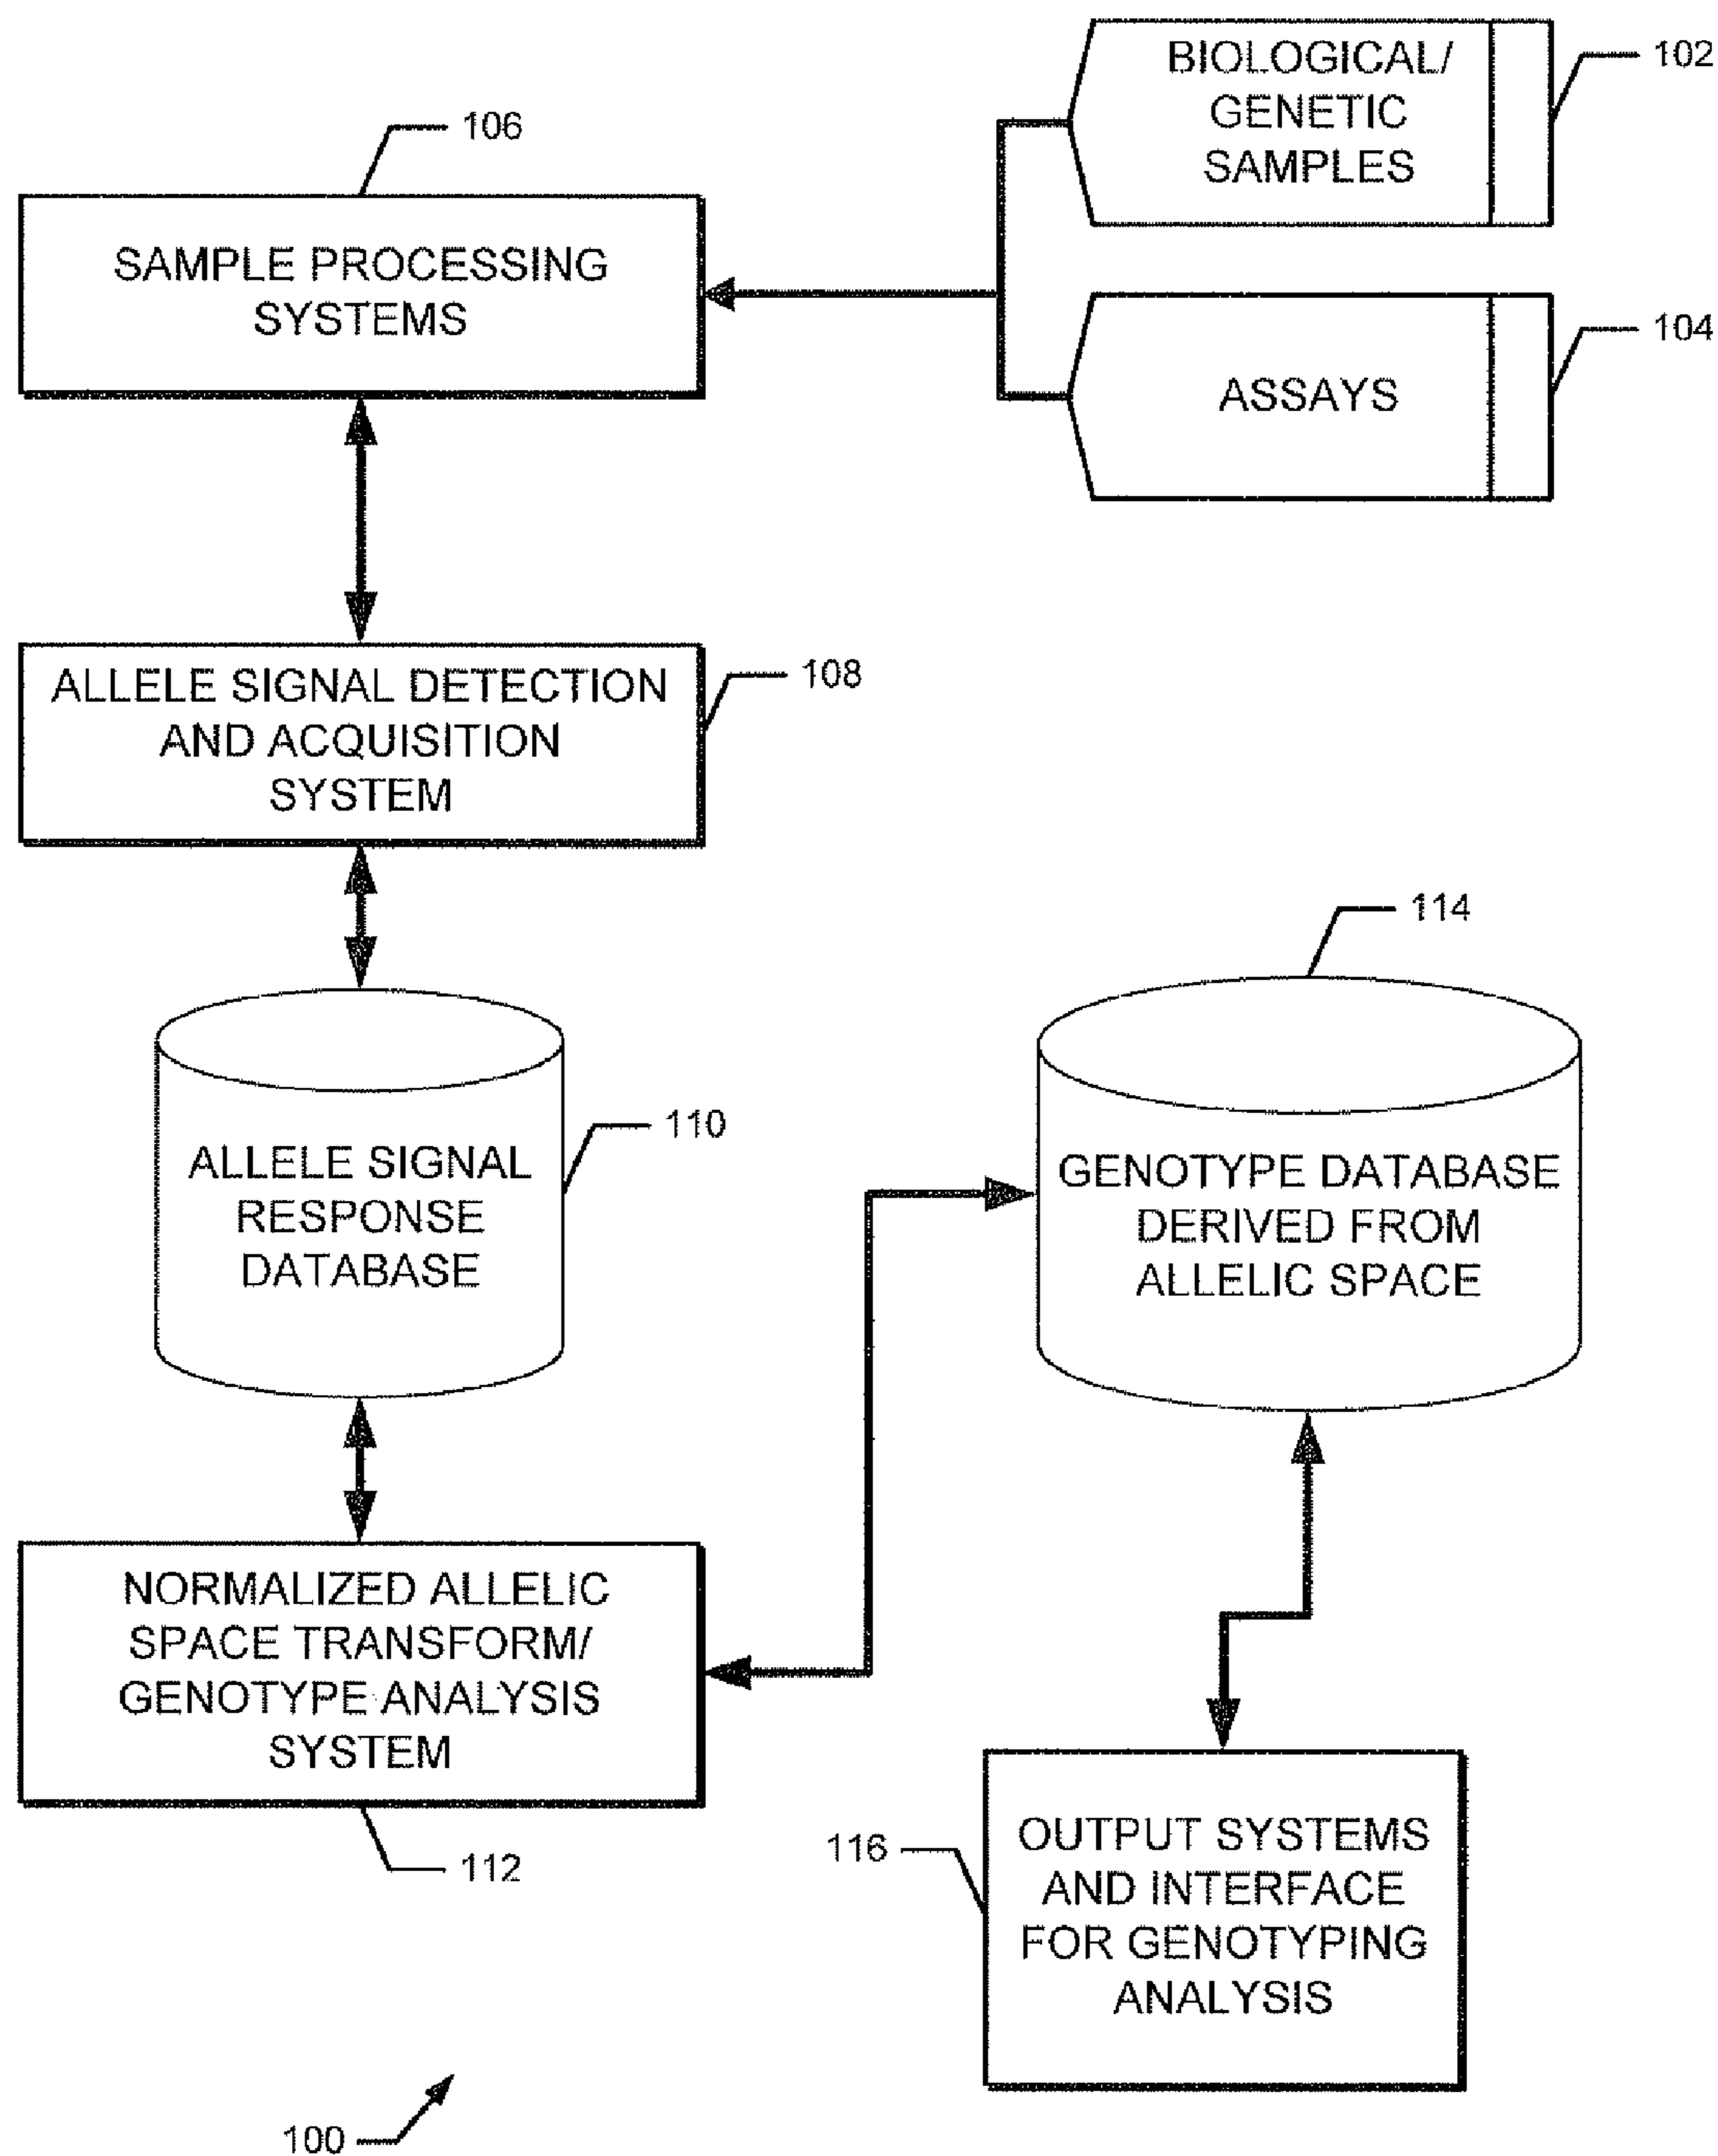 BIOLOGICAL/
GENETIC
SAMPLES
102
106
SAMPLE PROCESSING
SYSTEMS
ASSAYS
104
ALLELE SIGNAL DETECTION
AND ACQUISITION
SYSTEM
108
ALLELE SIGNAL
RESPONSE
DATABASE
110
114
GENOTYPE DATABASE
DERIVED FROM
ALLELIC SPACE
NORMALIZED ALLELIC
SPACE TRANSFORM/
GENOTYPE ANALYSIS
SYSTEM
112
116
OUTPUT SYSTEMS
AND INTERFACE
FOR GENOTYPING
ANALYSIS
100